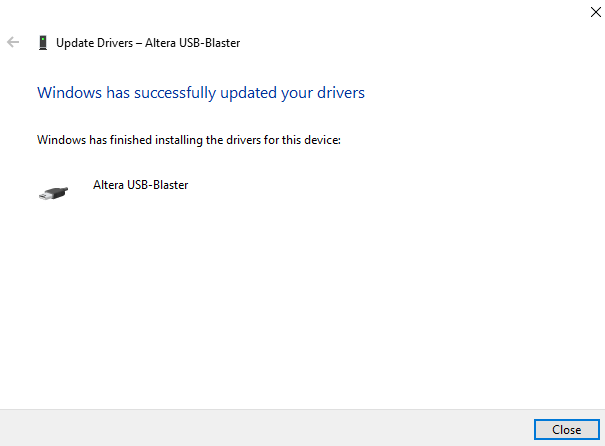 Update Drivers – Altera USB-Blaster
Windows has successfully updated your drivers
Windows has finished installing the drivers for this device:
Altera USB-Blaster
Close